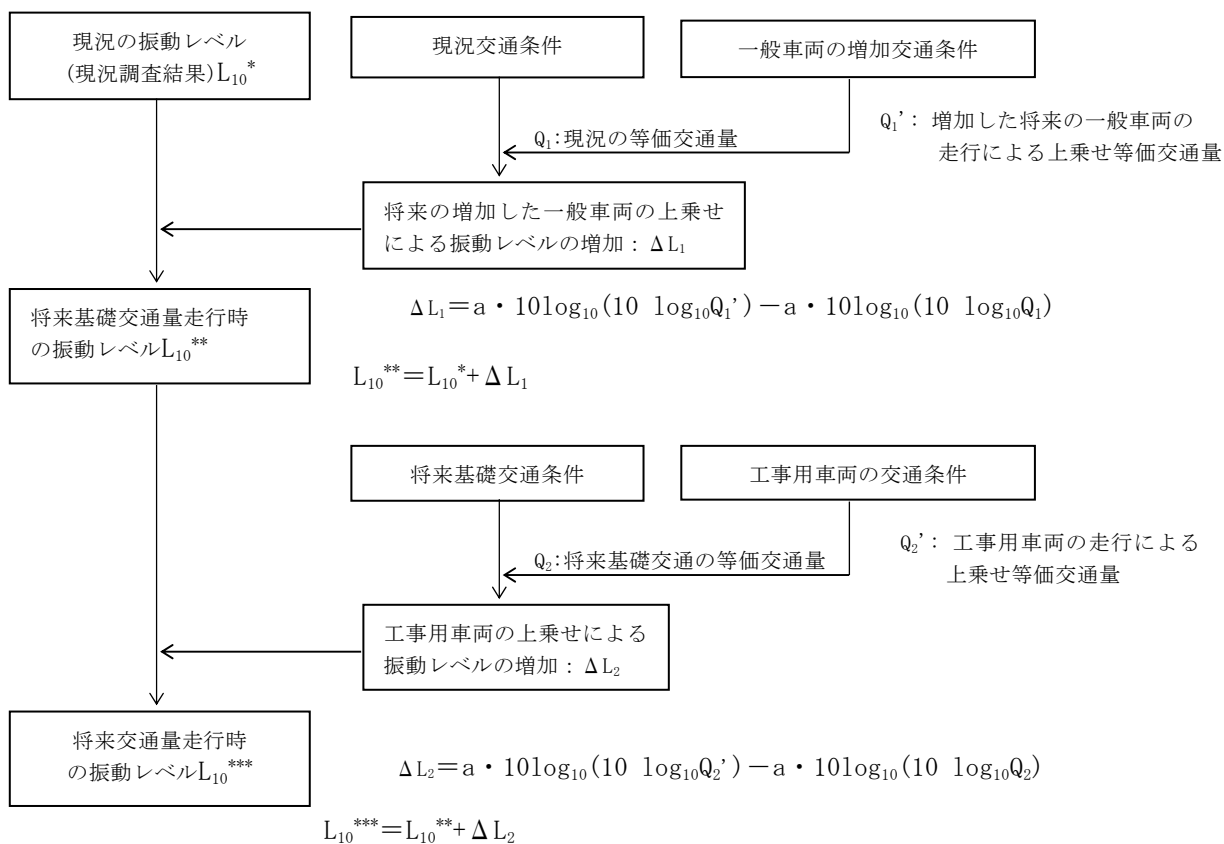 現況の振動レベル
(現況調査結果)L₁₀*
現況交通条件
一般車両の増加交通条件
Q₁:現況の等価交通量
Q₁’: 増加した将来の一般車両の
走行による上乗せ等価交通量
将来の増加した一般車両の上乗せ
による振動レベルの増加:ΔL₁
将来基礎交通量走行時
の振動レベルL₁₀**
ΔL₁=a・10log₁₀(10 log₁₀Q₁’)-a・10log₁₀(10 log₁₀Q₁)
L₁₀**=L₁₀*+ΔL₁
将来基礎交通条件
工事用車両の交通条件
Q₂:将来基礎交通の等価交通量
Q₂’: 工事用車両の走行による
上乗せ等価交通量
工事用車両の上乗せによる
振動レベルの増加:ΔL₂
将来交通量走行時
の振動レベルL₁₀***
ΔL₂=a・10log₁₀(10 log₁₀Q₂’)-a・10log₁₀(10 log₁₀Q₂)
L₁₀***=L₁₀**+ΔL₂